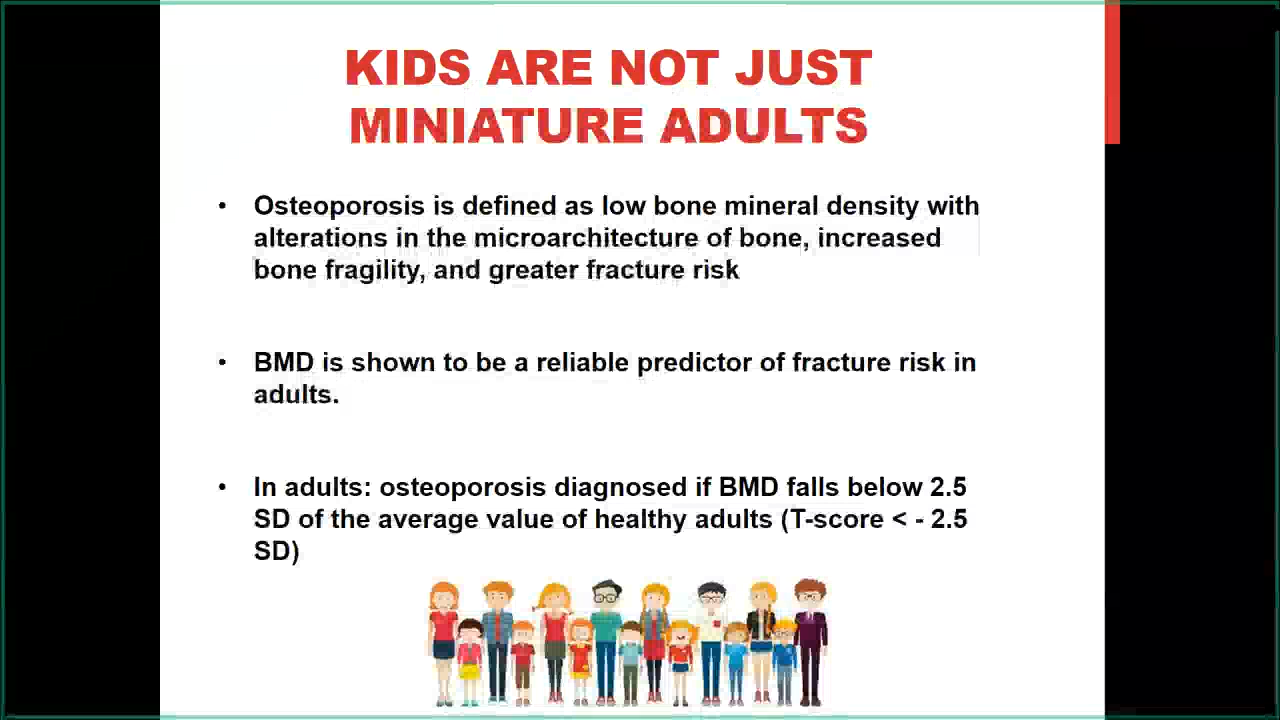 KIDS ARE NOT JUST
MINIATURE ADULTS
• Osteoporosis is defined as low bone mineral density with
alterations in the microarchitecture of bone, increased
bone fragility, and greater fracture risk
• BMD is shown to be a reliable predictor of fracture risk in
adults.
• In adults: osteoporosis diagnosed if BMD falls below 2.5
SD of the average value of healthy adults (T-score < - 2.5
SD)